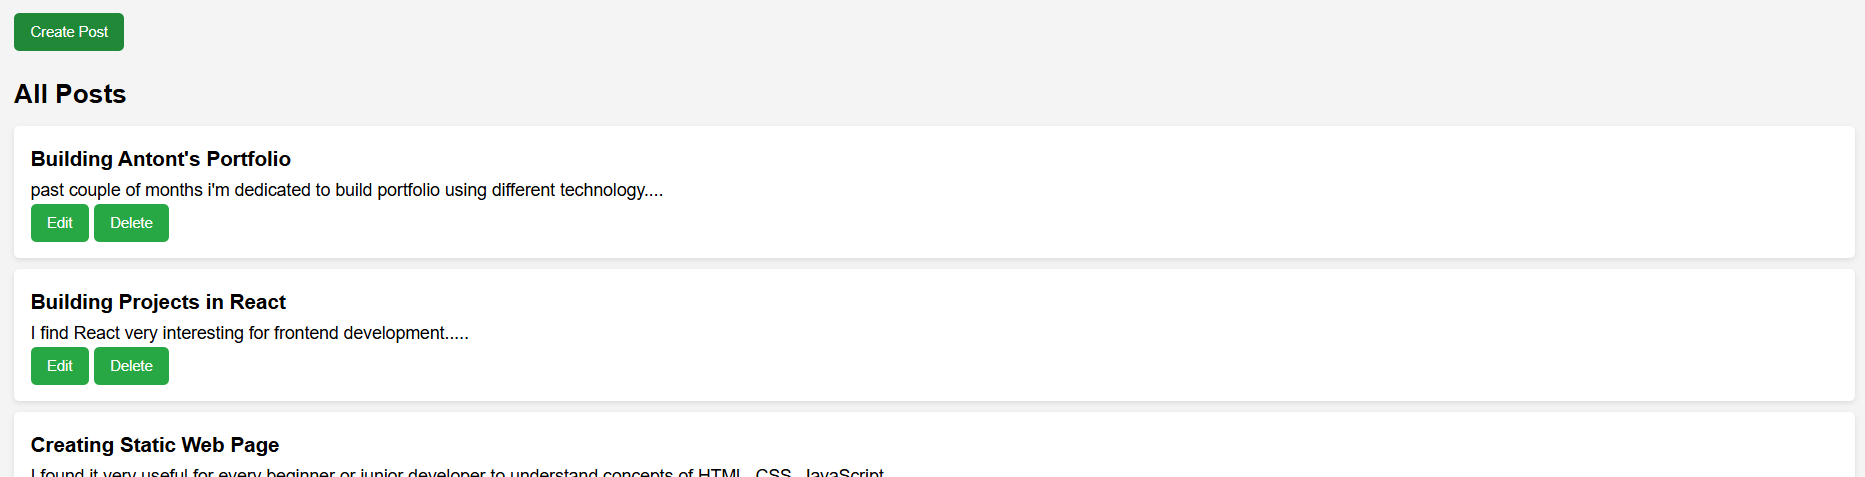 Create Post
All Posts
Building Antont's Portfolio
past couple of months i'm dedicated to build portfolio using different technology....
Edit Delete
Building Projects in React
I find React very interesting for frontend development.....
Edit Delete
Creating Static Web Page
I found it very useful for every beginner or junior developer to understand concepts of HTML, CSS, JavaScript